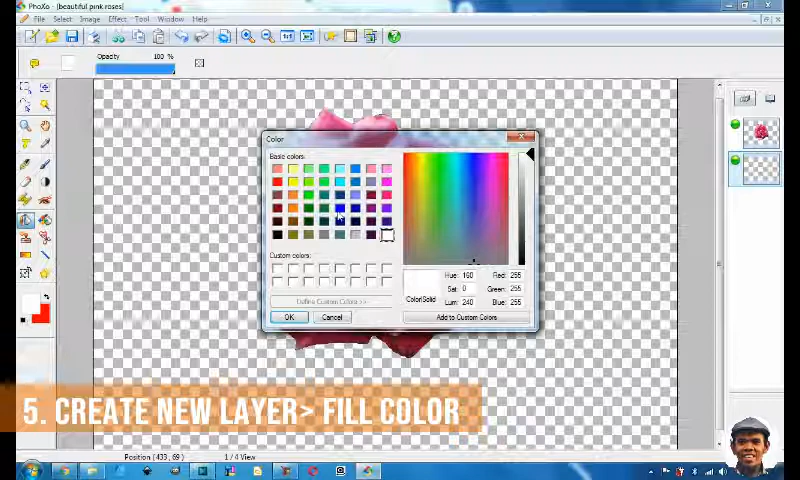 PhoXo - [beautiful pink roses]
File Select Image Effect Tool Window Help
Opacity 100 %
Color
Basic colors:
Custom colors:
Define Custom Colors >>
OK Cancel
Color|Solid
Hue: 160 Red: 255
Sat: 0 Green: 255
Lum: 240 Blue: 255
Add to Custom Colors
5. CREATE NEW LAYER> FILL COLOR
Position (433 , 69) 1 / 4 View